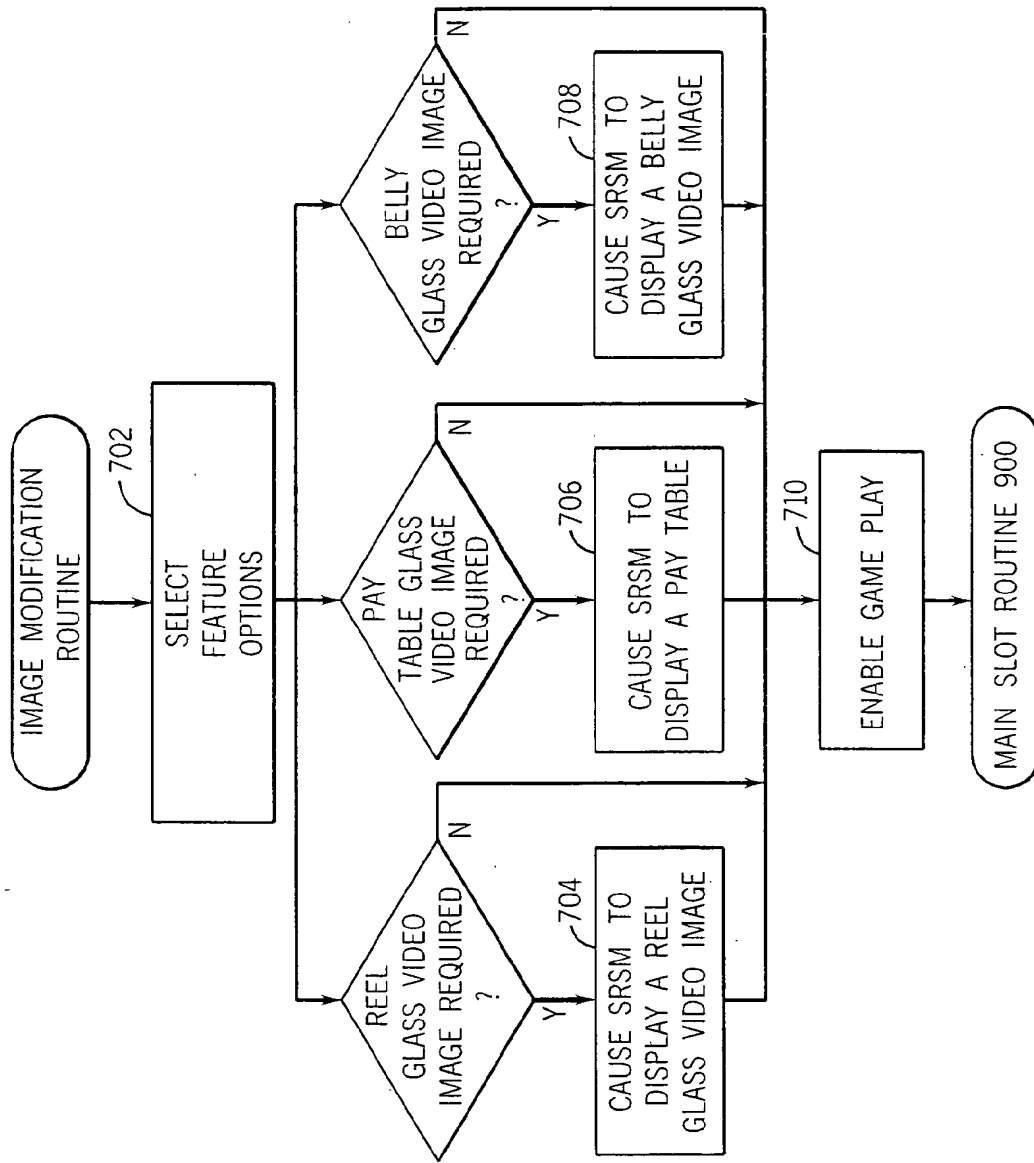 IMAGE MODIFICATION
ROUTINE
702
SELECT
FEATURE
OPTIONS
REEL
GLASS VIDEO
IMAGE REQUIRED
?
N
Y
704
CAUSE SRSM TO
DISPLAY A REEL
GLASS VIDEO IMAGE
PAY
TABLE GLASS
VIDEO IMAGE
REQUIRED
?
N
Y
706
CAUSE SRSM TO
DISPLAY A PAY TABLE
BELLY
GLASS VIDEO IMAGE
REQUIRED
?
N
Y
708
CAUSE SRSM TO
DISPLAY A BELLY
GLASS VIDEO IMAGE
710
ENABLE GAME PLAY
MAIN SLOT ROUTINE 900